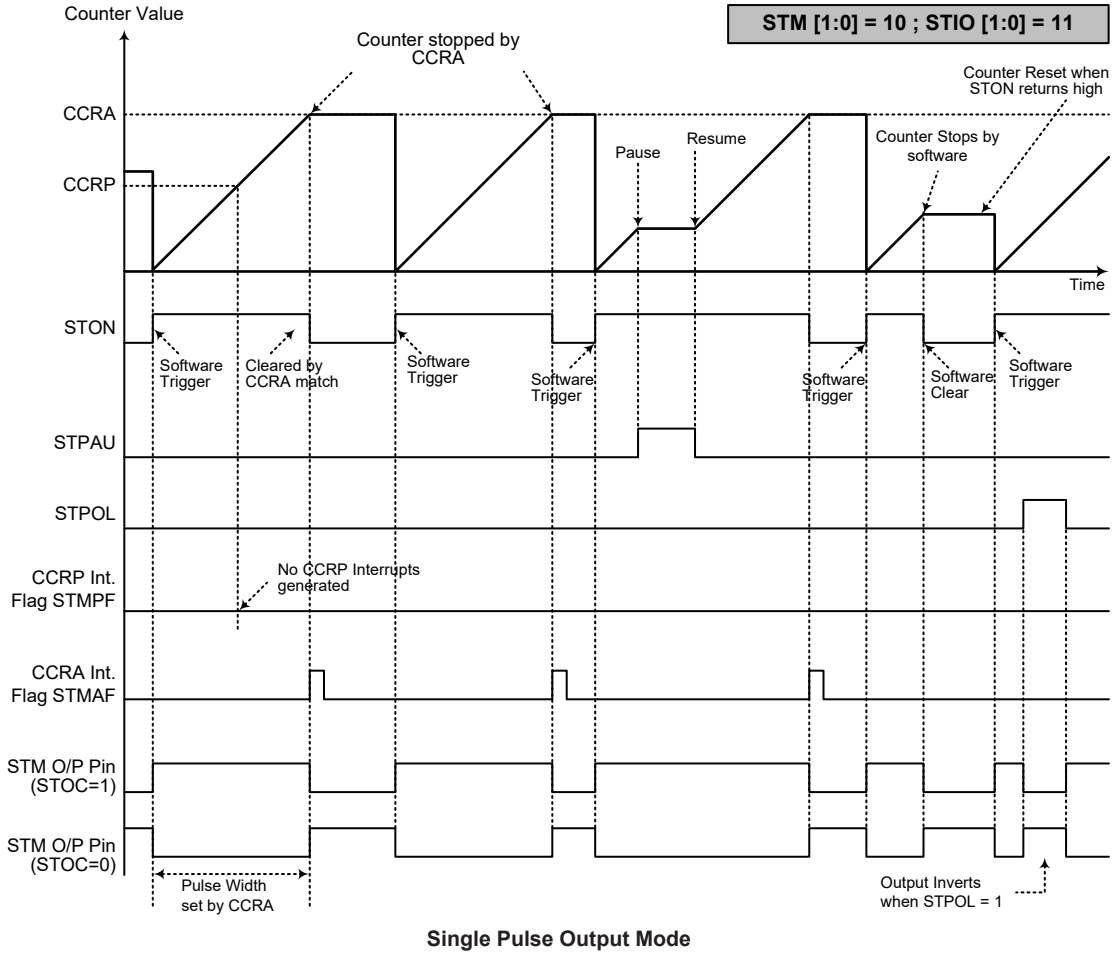 Counter Value
STM [1:0] = 10 ; STIO [1:0] = 11
Counter stopped by
CCRA
Counter Reset when
STON returns high
CCRA
Pause
Resume
Counter Stops by
software
CCRP
Time
STON
Software
Trigger
Cleared by
CCRA match
Software
Trigger
Software
Trigger
Software
Trigger
Software
Clear
Software
Trigger
STPAU
STPOL
No CCRP Interrupts
generated
CCRP Int.
Flag STMPF
CCRA Int.
Flag STMAF
STM O/P Pin
(STOC=1)
STM O/P Pin
(STOC=0)
Pulse Width
set by CCRA
Output Inverts
when STPOL = 1
Single Pulse Output Mode